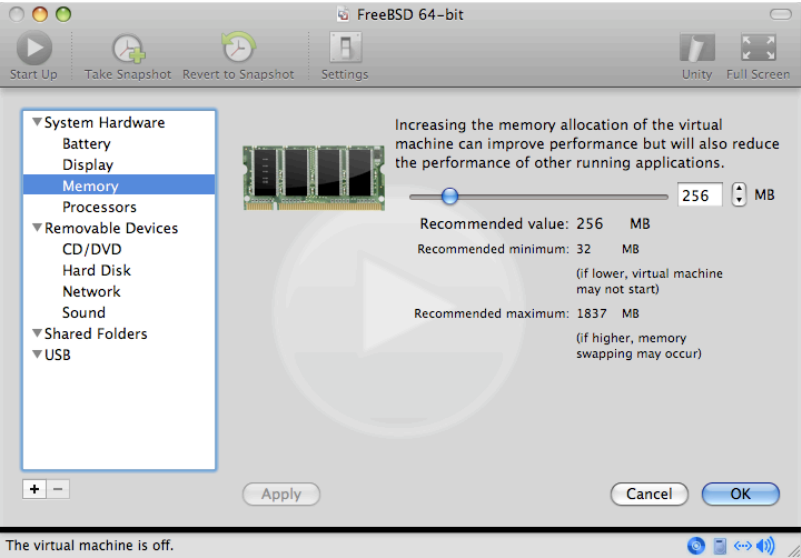 FreeBSD 64-bit
Start Up
Take Snapshot
Revert to Snapshot
Settings
Unity
Full Screen
System Hardware
Battery
Display
Memory
Processors
Removable Devices
CD/DVD
Hard Disk
Network
Sound
Shared Folders
USB
Increasing the memory allocation of the virtual
machine can improve performance but will also reduce
the performance of other running applications.
256 MB
Recommended value: 256 MB
Recommended minimum: 32 MB
(if lower, virtual machine
may not start)
Recommended maximum: 1837 MB
(if higher, memory
swapping may occur)
+ −
Apply
Cancel
OK
The virtual machine is off.